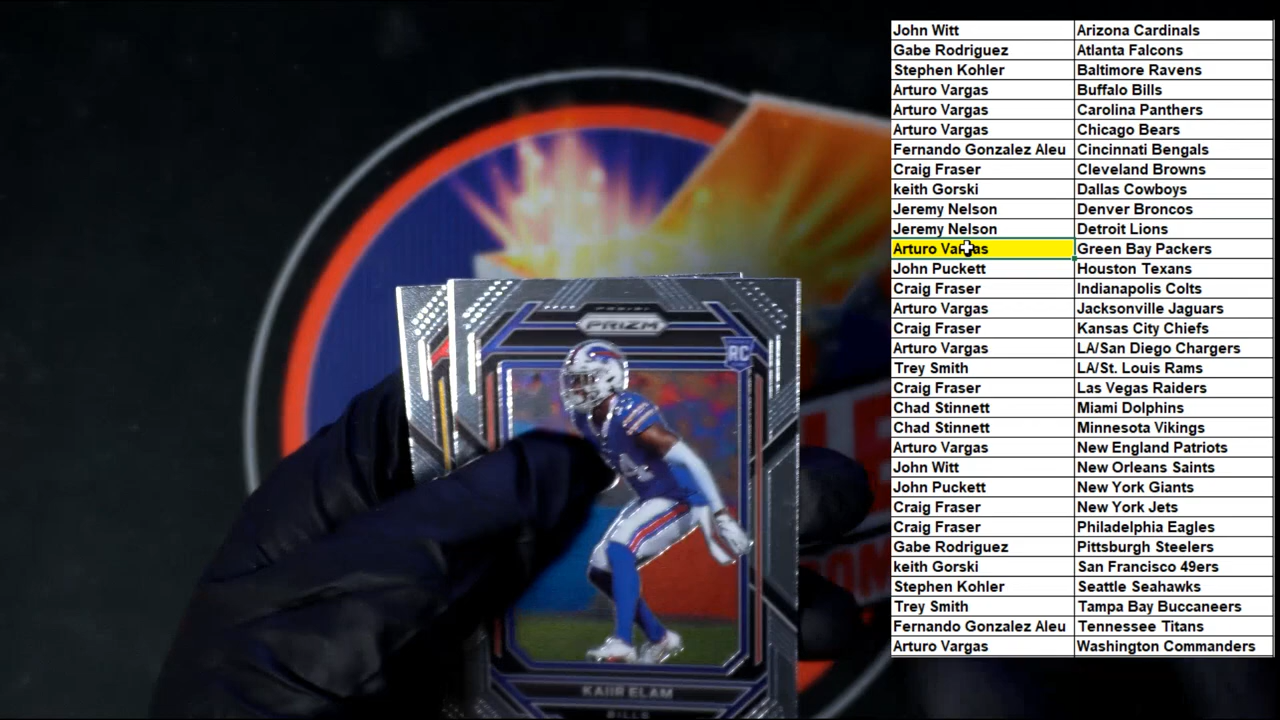 John Witt Arizona Cardinals
Gabe Rodriguez Atlanta Falcons
Stephen Kohler Baltimore Ravens
Arturo Vargas Buffalo Bills
Arturo Vargas Carolina Panthers
Arturo Vargas Chicago Bears
Fernando Gonzalez Aleu Cincinnati Bengals
Craig Fraser Cleveland Browns
keith Gorski Dallas Cowboys
Jeremy Nelson Denver Broncos
Jeremy Nelson Detroit Lions
Arturo Vargas Green Bay Packers
John Puckett Houston Texans
Craig Fraser Indianapolis Colts
Arturo Vargas Jacksonville Jaguars
Craig Fraser Kansas City Chiefs
Arturo Vargas LA/San Diego Chargers
Trey Smith LA/St. Louis Rams
Craig Fraser Las Vegas Raiders
Chad Stinnett Miami Dolphins
Chad Stinnett Minnesota Vikings
Arturo Vargas New England Patriots
John Witt New Orleans Saints
John Puckett New York Giants
Craig Fraser New York Jets
Craig Fraser Philadelphia Eagles
Gabe Rodriguez Pittsburgh Steelers
keith Gorski San Francisco 49ers
Stephen Kohler Seattle Seahawks
Trey Smith Tampa Bay Buccaneers
Fernando Gonzalez Aleu Tennessee Titans
Arturo Vargas Washington Commanders
PANINI
PRIZM
RC
KAIIR ELAM
BILLS